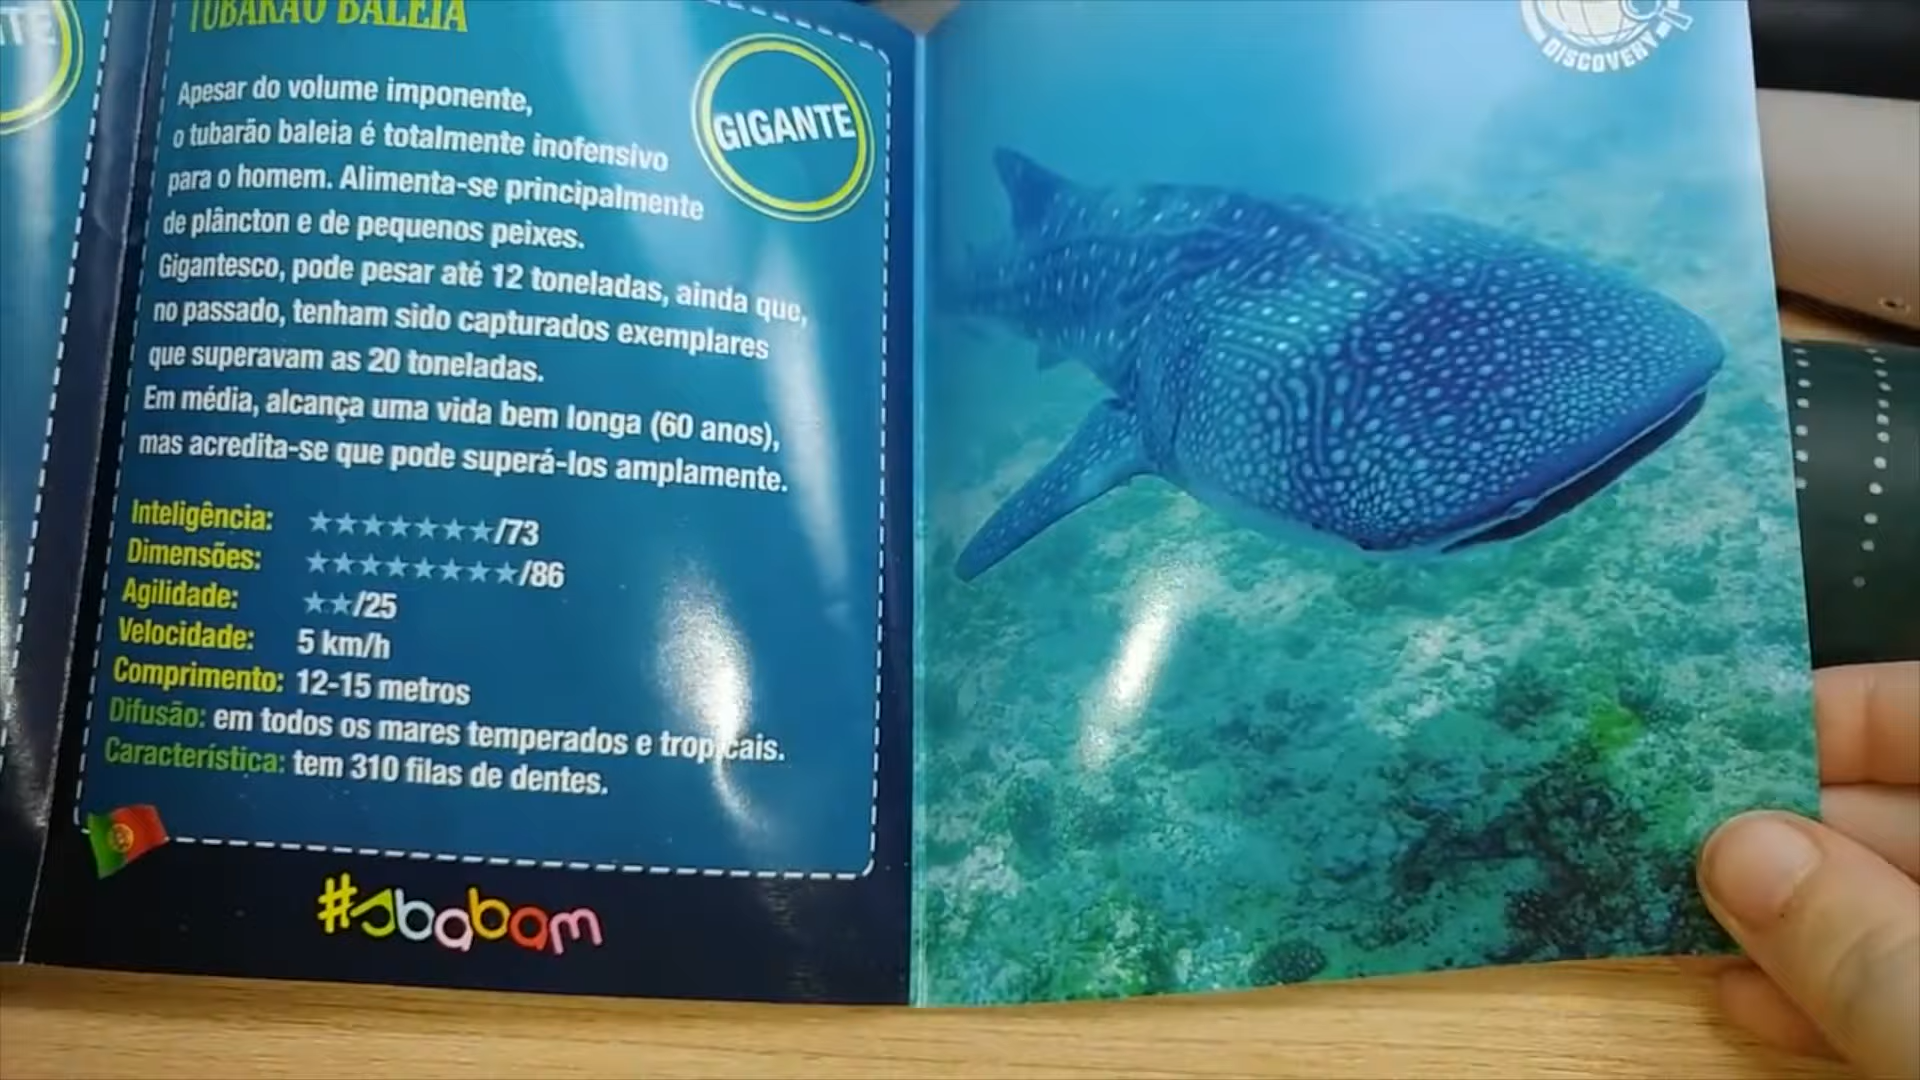 TUBARÃO BALEIA
GIGANTE
Apesar do volume imponente,
o tubarão baleia é totalmente inofensivo
para o homem. Alimenta-se principalmente
de plâncton e de pequenos peixes.
Gigantesco, pode pesar até 12 toneladas, ainda que,
no passado, tenham sido capturados exemplares
que superavam as 20 toneladas.
Em média, alcança uma vida bem longa (60 anos),
mas acredita-se que pode superá-los amplamente.
Inteligência: ★★★★★★★/73
Dimensões: ★★★★★★★★/86
Agilidade: ★★/25
Velocidade: 5 km/h
Comprimento: 12-15 metros
Difusão: em todos os mares temperados e tropicais.
Característica: tem 310 filas de dentes.
#sbabam
DISCOVERY